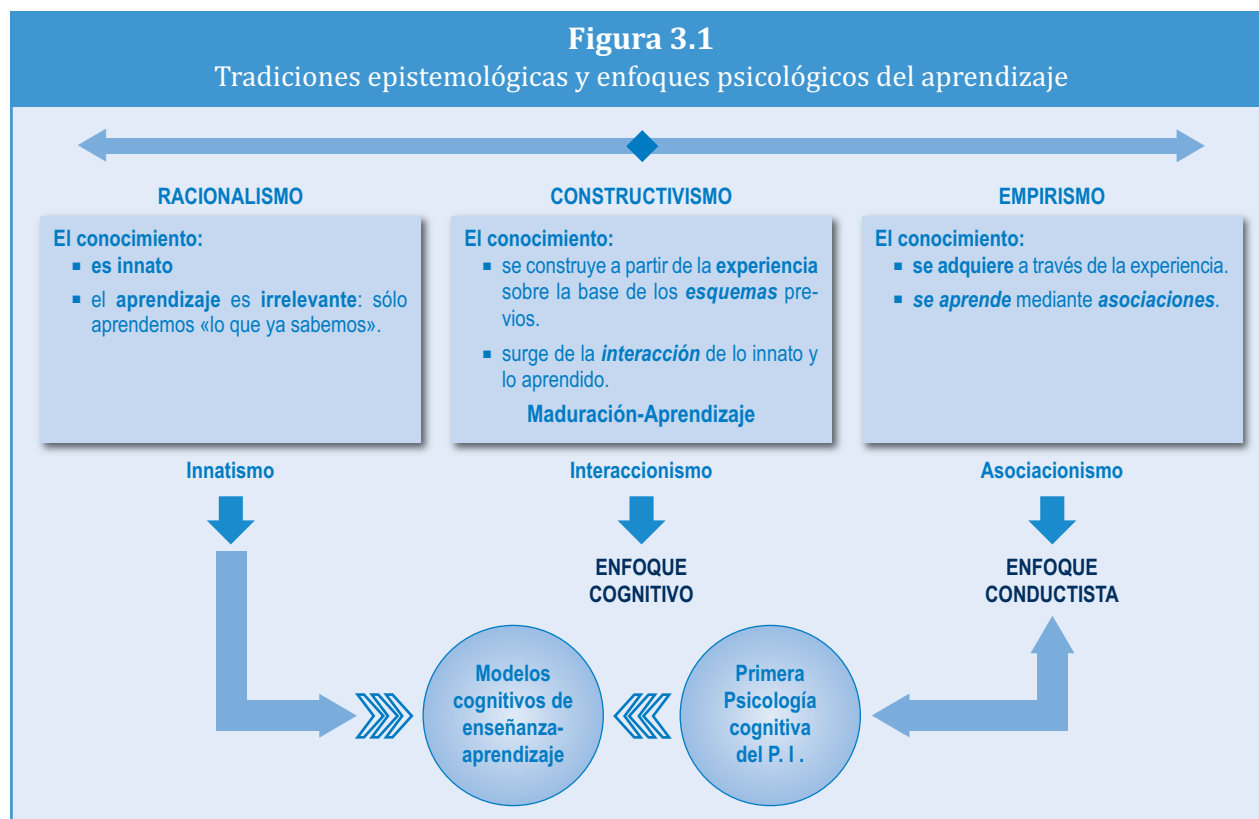 Figura 3.1
Tradiciones epistemológicas y enfoques psicológicos del aprendizaje
RACIONALISMO
El conocimiento:
▪ es innato
▪ el aprendizaje es irrelevante: sólo
aprendemos «lo que ya sabemos».
Innatismo
CONSTRUCTIVISMO
El conocimiento:
▪ se construye a partir de la experiencia
sobre la base de los esquemas pre-
vios.
▪ surge de la interacción de lo innato y
lo aprendido.
Maduración-Aprendizaje
Interaccionismo
ENFOQUE
COGNITIVO
EMPIRISMO
El conocimiento:
▪ se adquiere a través de la experiencia.
▪ se aprende mediante asociaciones.
Asociacionismo
ENFOQUE
CONDUCTISTA
Modelos
cognitivos de
enseñanza-
aprendizaje
Primera
Psicología
cognitiva
del P. I .